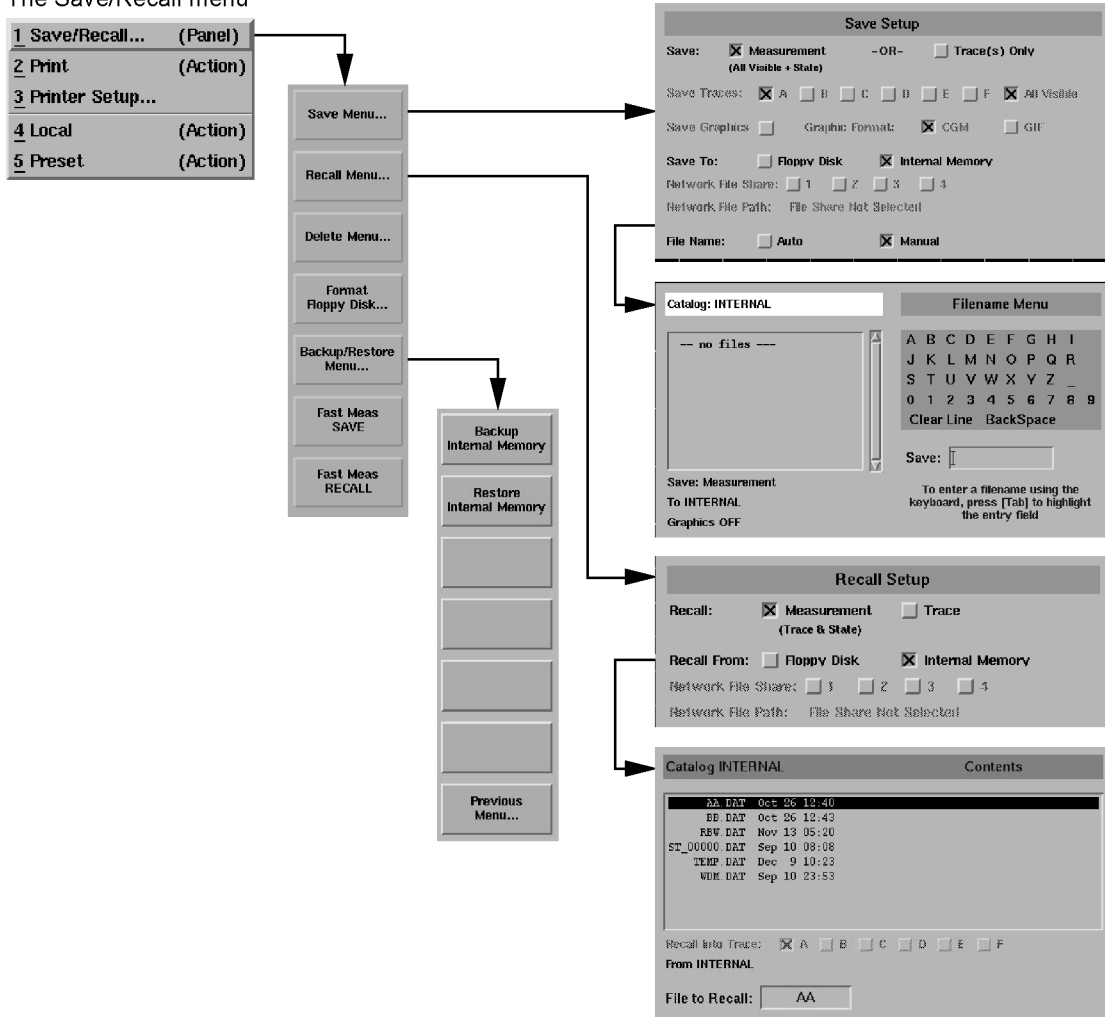 The Save/Recall menu
1 Save/Recall... (Panel)
2 Print (Action)
3 Printer Setup...
4 Local (Action)
5 Preset (Action)
Save Menu...
Recall Menu...
Delete Menu...
Format
Floppy Disk...
Backup/Restore
Menu...
Fast Meas
SAVE
Fast Meas
RECALL
Backup
Internal Memory
Restore
Internal Memory
Previous
Menu...
Save Setup
Save: Measurement -OR- Trace(s) Only
(All Visible + State)
Save Traces: A B C D E F All Visible
Save Graphics Graphic Format: CGM GIF
Save To: Floppy Disk Internal Memory
Network File Share: 1 2 3 4
Network File Path: File Share Not Selected
File Name: Auto Manual
Catalog: INTERNAL
-- no files ---
Save: Measurement
To INTERNAL
Graphics OFF
Filename Menu
A B C D E F G H I
J K L M N O P Q R
S T U V W X Y Z _
0 1 2 3 4 5 6 7 8 9
Clear Line BackSpace
Save:
To enter a filename using the
keyboard, press [Tab] to highlight
the entry field
Recall Setup
Recall: Measurement Trace
(Trace & State)
Recall From: Floppy Disk Internal Memory
Network File Share: 1 2 3 4
Network File Path: File Share Not Selected
Catalog INTERNAL Contents
AA.DAT Oct 26 12:40
BB.DAT Oct 26 12:43
RBW.DAT Nov 13 05:20
ST_00000.DAT Sep 10 08:08
TEMP.DAT Dec 9 10:23
WDM.DAT Sep 10 23:53
Recall Into Trace: A B C D E F
From INTERNAL
File to Recall: AA